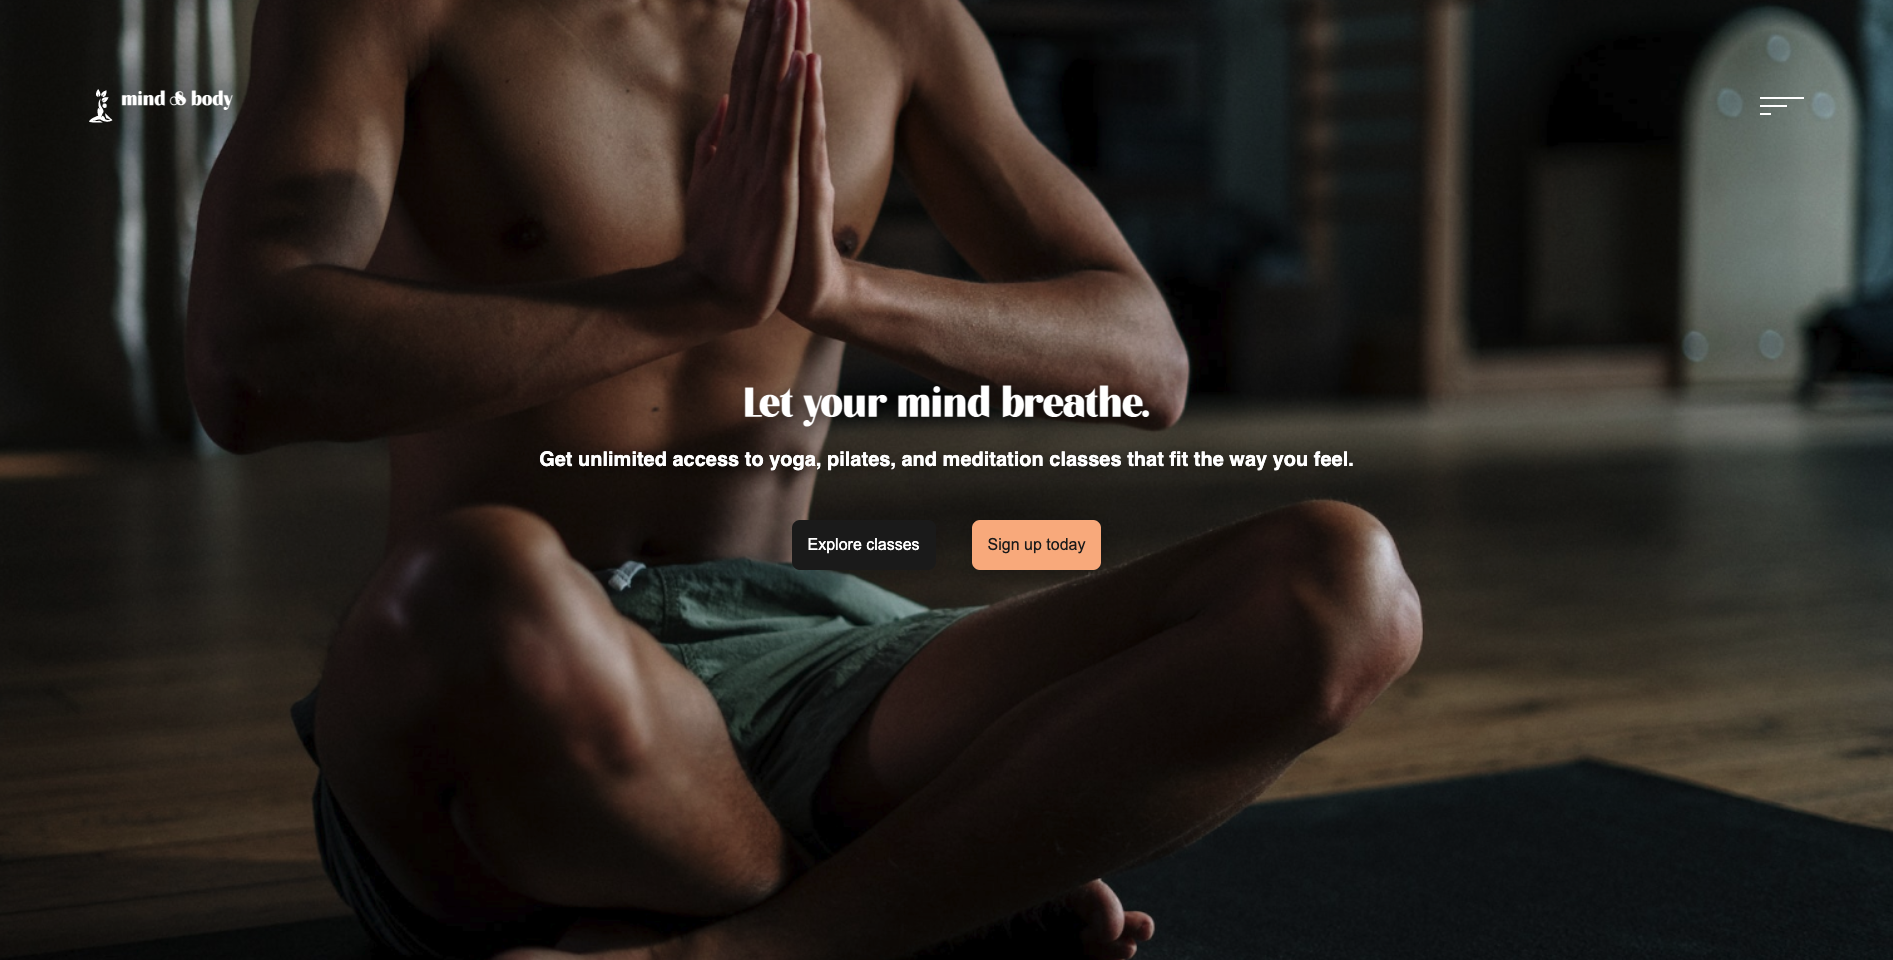 mind & body
Let your mind breathe.
Get unlimited access to yoga, pilates, and meditation classes that fit the way you feel.
Explore classes
Sign up today